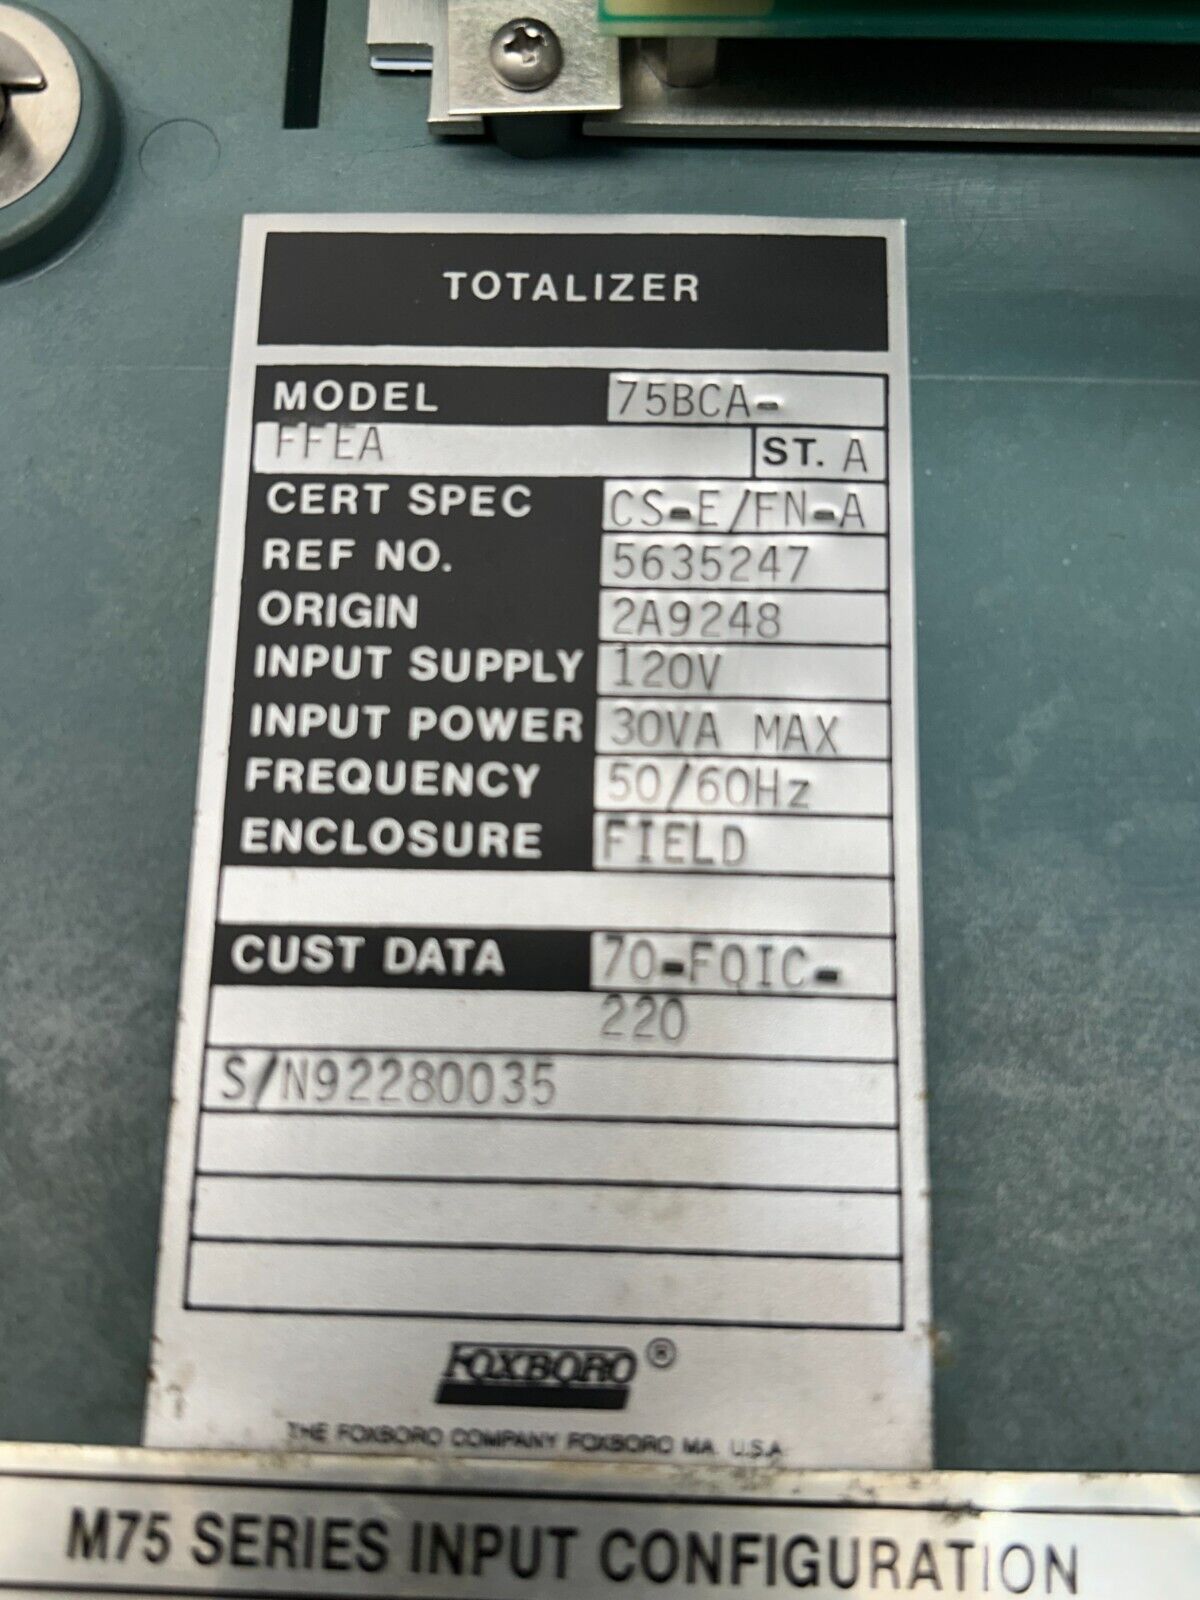 TOTALIZER
MODEL 75BCA-
FFEA ST. A
CERT SPEC CS-E/FN-A
REF NO. 5635247
ORIGIN 2A9248
INPUT SUPPLY 120V
INPUT POWER 30VA MAX
FREQUENCY 50/60Hz
ENCLOSURE FIELD
CUST DATA 70-FQIC-
220
S/N92280035
FOXBORO ®
THE FOXBORO COMPANY FOXBORO MA. U.S.A.
M75 SERIES INPUT CONFIGURATION